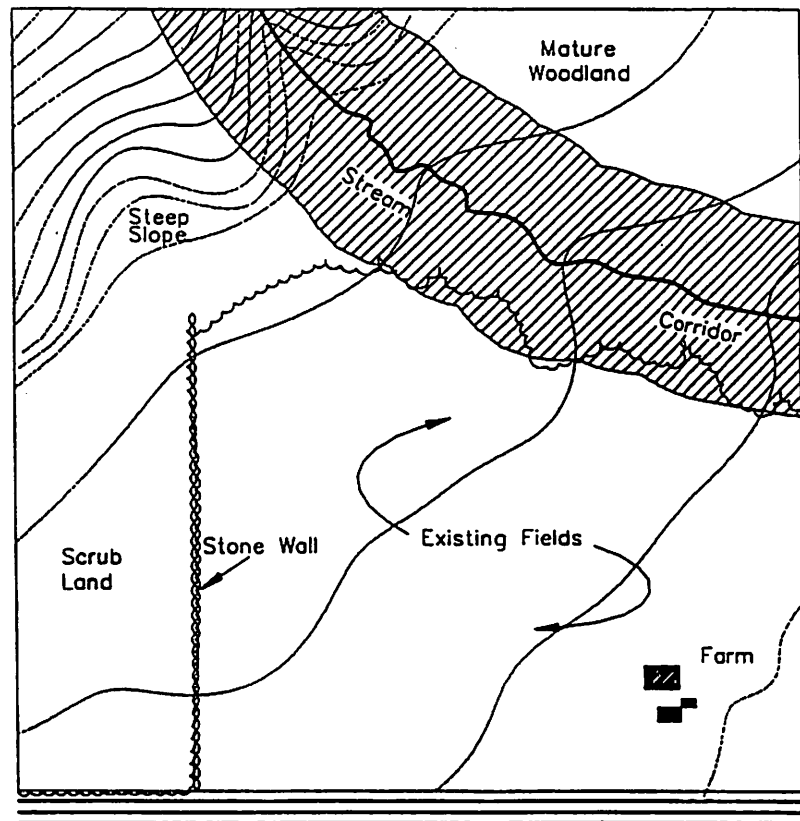 Mature
Woodland
Stream
Steep
Slope
Corridor
Stone Wall
Existing Fields
Scrub
Land
Farm